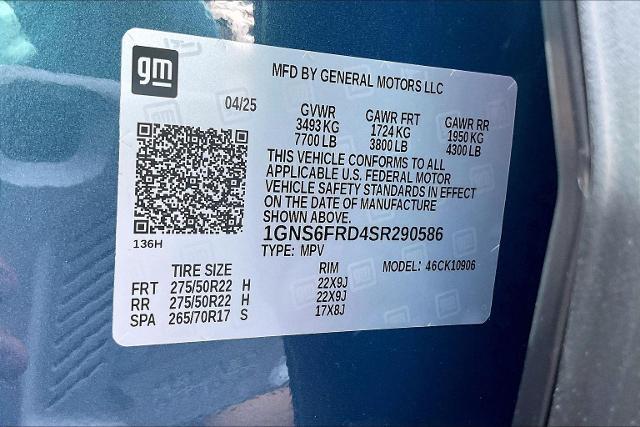 gm
MFD BY GENERAL MOTORS LLC
04/25
GVWR GAWR FRT GAWR RR
3493 KG 1724 KG 1950 KG
7700 LB 3800 LB 4300 LB
THIS VEHICLE CONFORMS TO ALL
APPLICABLE U.S. FEDERAL MOTOR
VEHICLE SAFETY STANDARDS IN EFFECT
ON THE DATE OF MANUFACTURE
SHOWN ABOVE.
136H
1GNS6FRD4SR290586
TYPE: MPV
TIRE SIZE RIM MODEL: 46CK10906
FRT 275/50R22 H 22X9J
RR 275/50R22 H 22X9J
SPA 265/70R17 S 17X8J